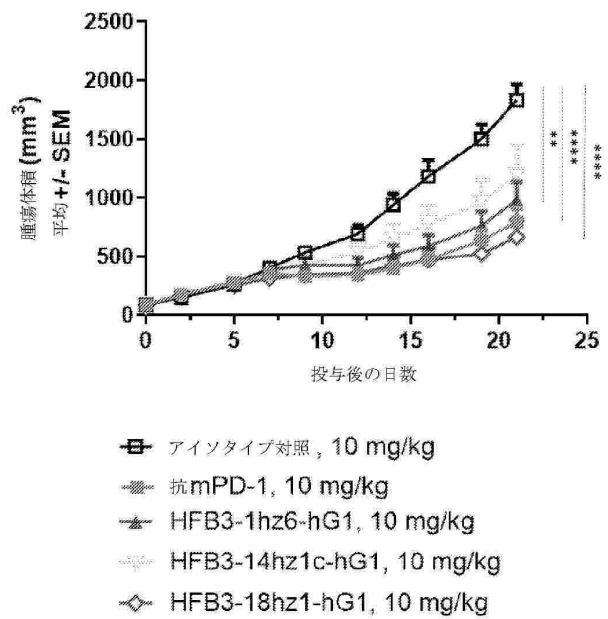 2500
2000
1500
1000
500
0
腫瘍体積 (mm³)
平均 +/- SEM
0 5 10 15 20 25
投与後の日数
**
****
****
アイソタイプ対照 , 10 mg/kg
抗mPD-1, 10 mg/kg
HFB3-1hz6-hG1, 10 mg/kg
HFB3-14hz1c-hG1, 10 mg/kg
HFB3-18hz1-hG1, 10 mg/kg